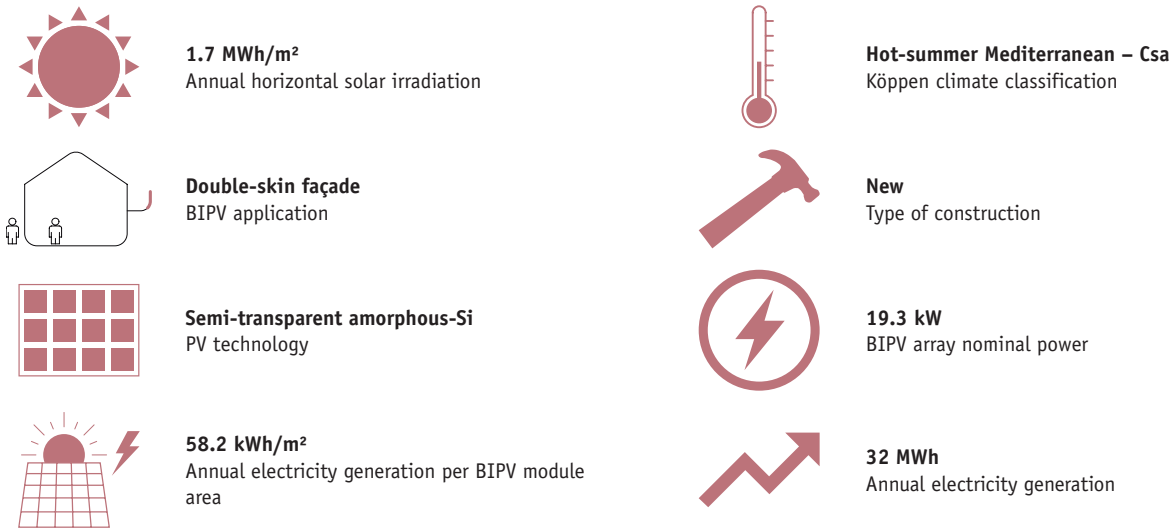 1.7 MWh/m²
Annual horizontal solar irradiation
Hot-summer Mediterranean – Csa
Köppen climate classification
Double-skin façade
BIPV application
New
Type of construction
Semi-transparent amorphous-Si
PV technology
19.3 kW
BIPV array nominal power
58.2 kWh/m²
Annual electricity generation per BIPV module
area
32 MWh
Annual electricity generation